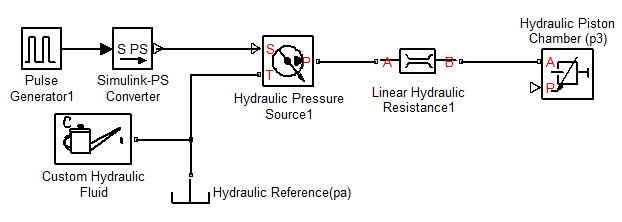 Hydraulic Piston
Chamber (p3)
S PS
S
P
T
A
B
A
P
Pulse
Generator1
Simulink-PS
Converter
Hydraulic Pressure
Source1
Linear Hydraulic
Resistance1
C
Custom Hydraulic
Fluid
Hydraulic Reference(pa)